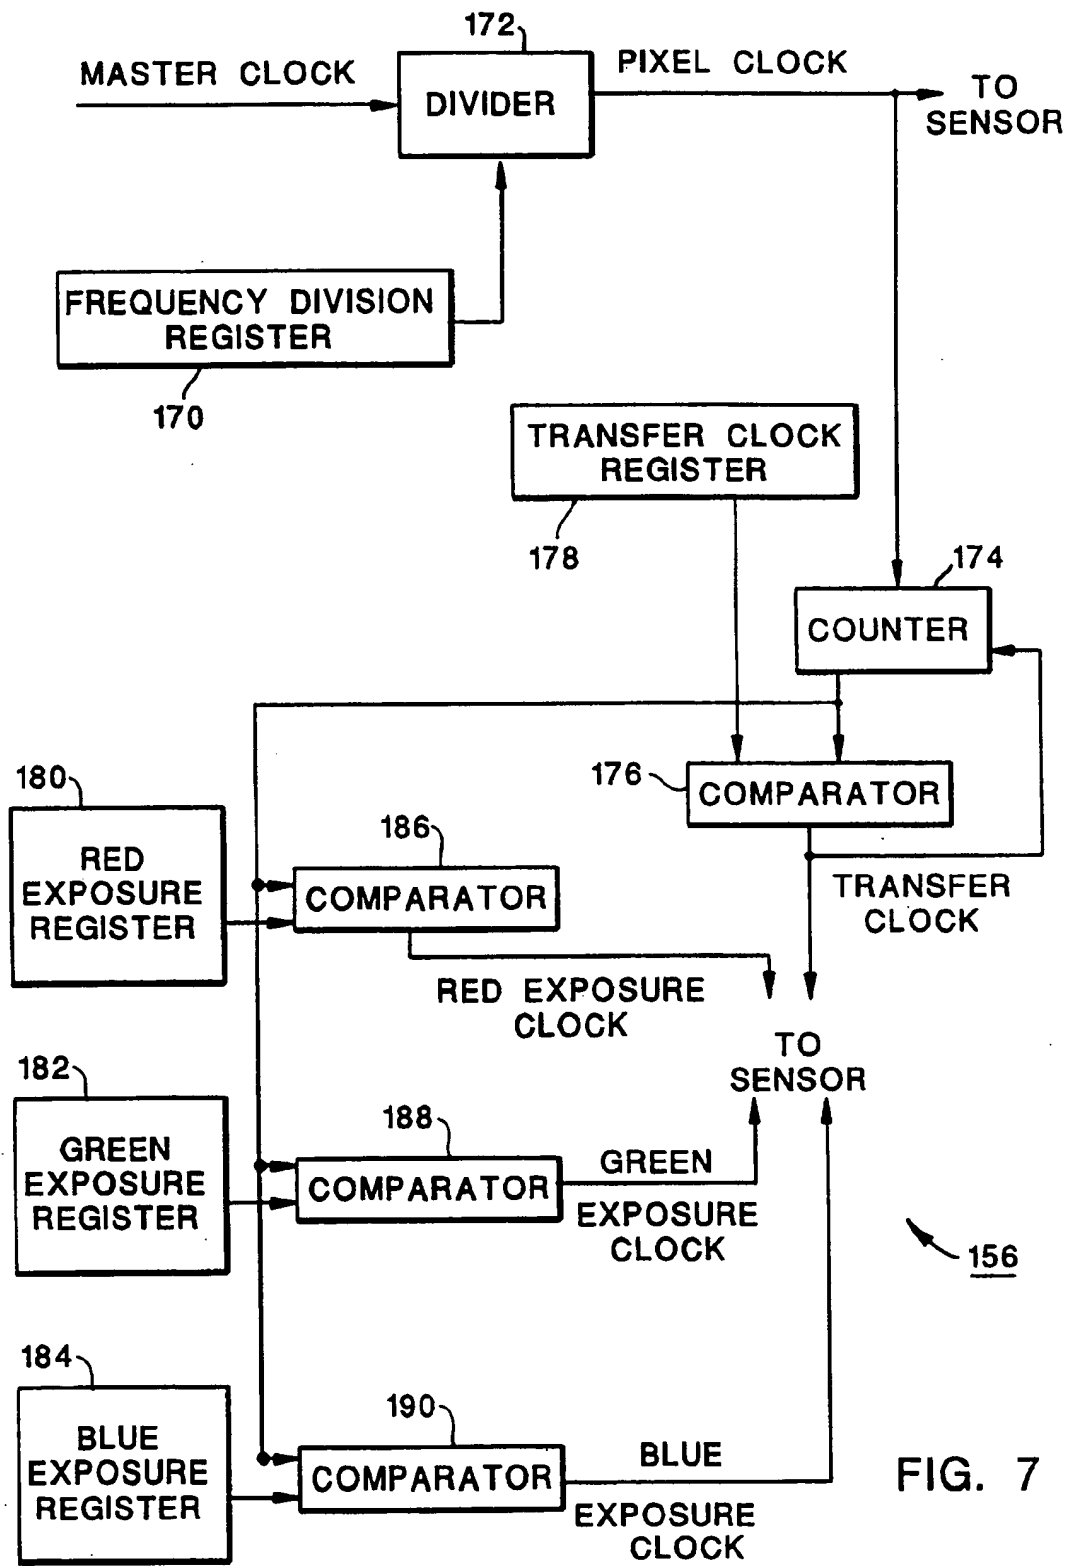 172
MASTER CLOCK
DIVIDER
PIXEL CLOCK
TO
SENSOR
FREQUENCY DIVISION
REGISTER
170
TRANSFER CLOCK
REGISTER
178
174
COUNTER
180
RED
EXPOSURE
REGISTER
176
COMPARATOR
186
COMPARATOR
TRANSFER
CLOCK
RED EXPOSURE
CLOCK
TO
SENSOR
182
GREEN
EXPOSURE
REGISTER
188
COMPARATOR
GREEN
EXPOSURE
CLOCK
156
184
BLUE
EXPOSURE
REGISTER
190
COMPARATOR
BLUE
EXPOSURE
CLOCK
FIG. 7